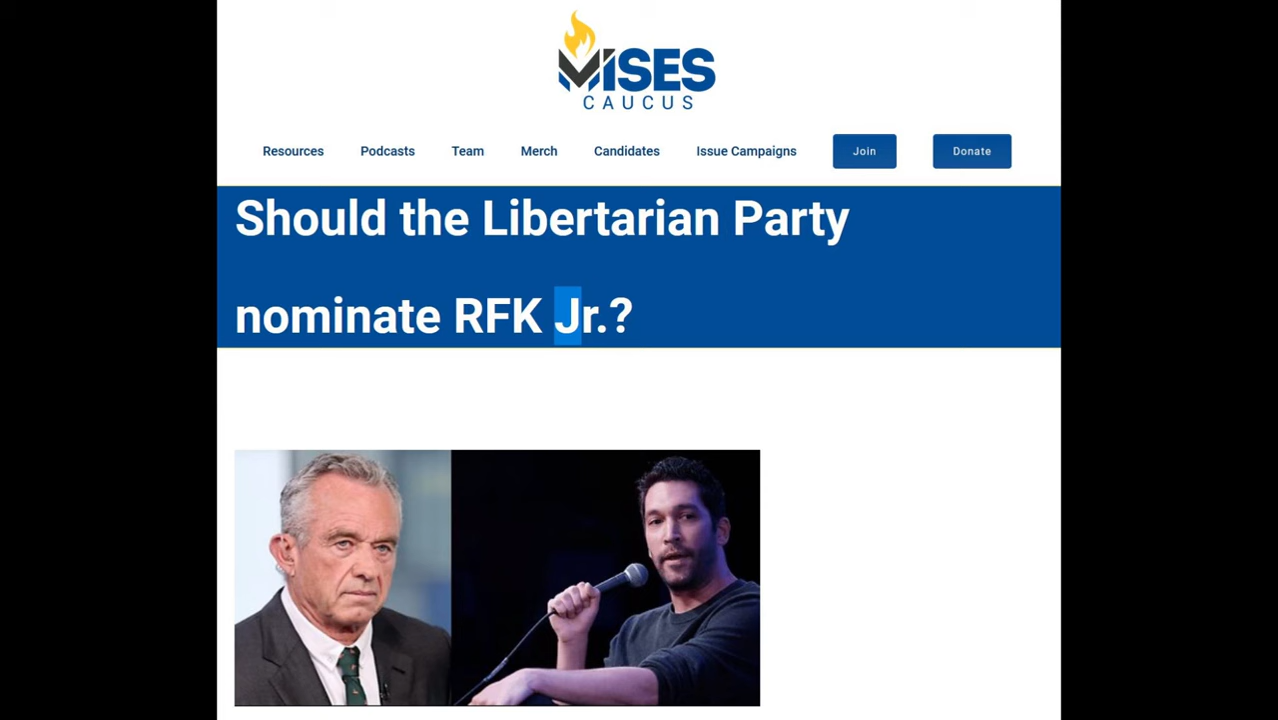 MISES
CAUCUS
Resources Podcasts Team Merch Candidates Issue Campaigns Join Donate
Should the Libertarian Party
nominate RFK Jr.?